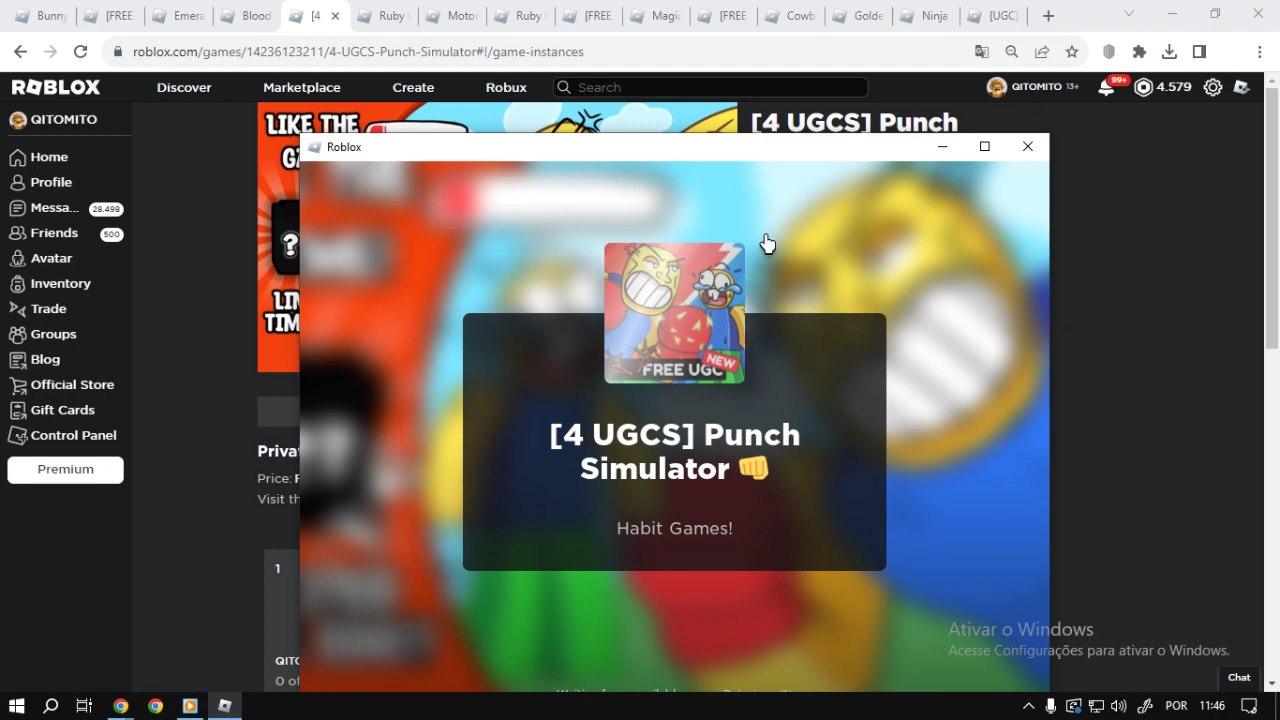 Bunny
[FREE
Emera
Blood
[4
Ruby
Motor
Ruby
[FREE
Magic
[FREE
Cowb
Golde
Ninja
[UGC]
roblox.com/games/14236123211/4-UGCS-Punch-Simulator#!/game-instances
ROBLOX
Discover
Marketplace
Create
Robux
Search
QITOMITO 13+
99+
4.579
QITOMITO
Home
Profile
Messa... 28.498
Friends 500
Avatar
Inventory
Trade
Groups
Blog
Official Store
Gift Cards
Control Panel
Premium
LIKE THE
[4 UGCS] Punch
Roblox
FREE UGC
NEW
[4 UGCS] Punch
Simulator 👊
Habit Games!
Price:
Visit
1
0 of
Ativar o Windows
Acesse Configurações para ativar o Windows.
Chat
POR
11:46